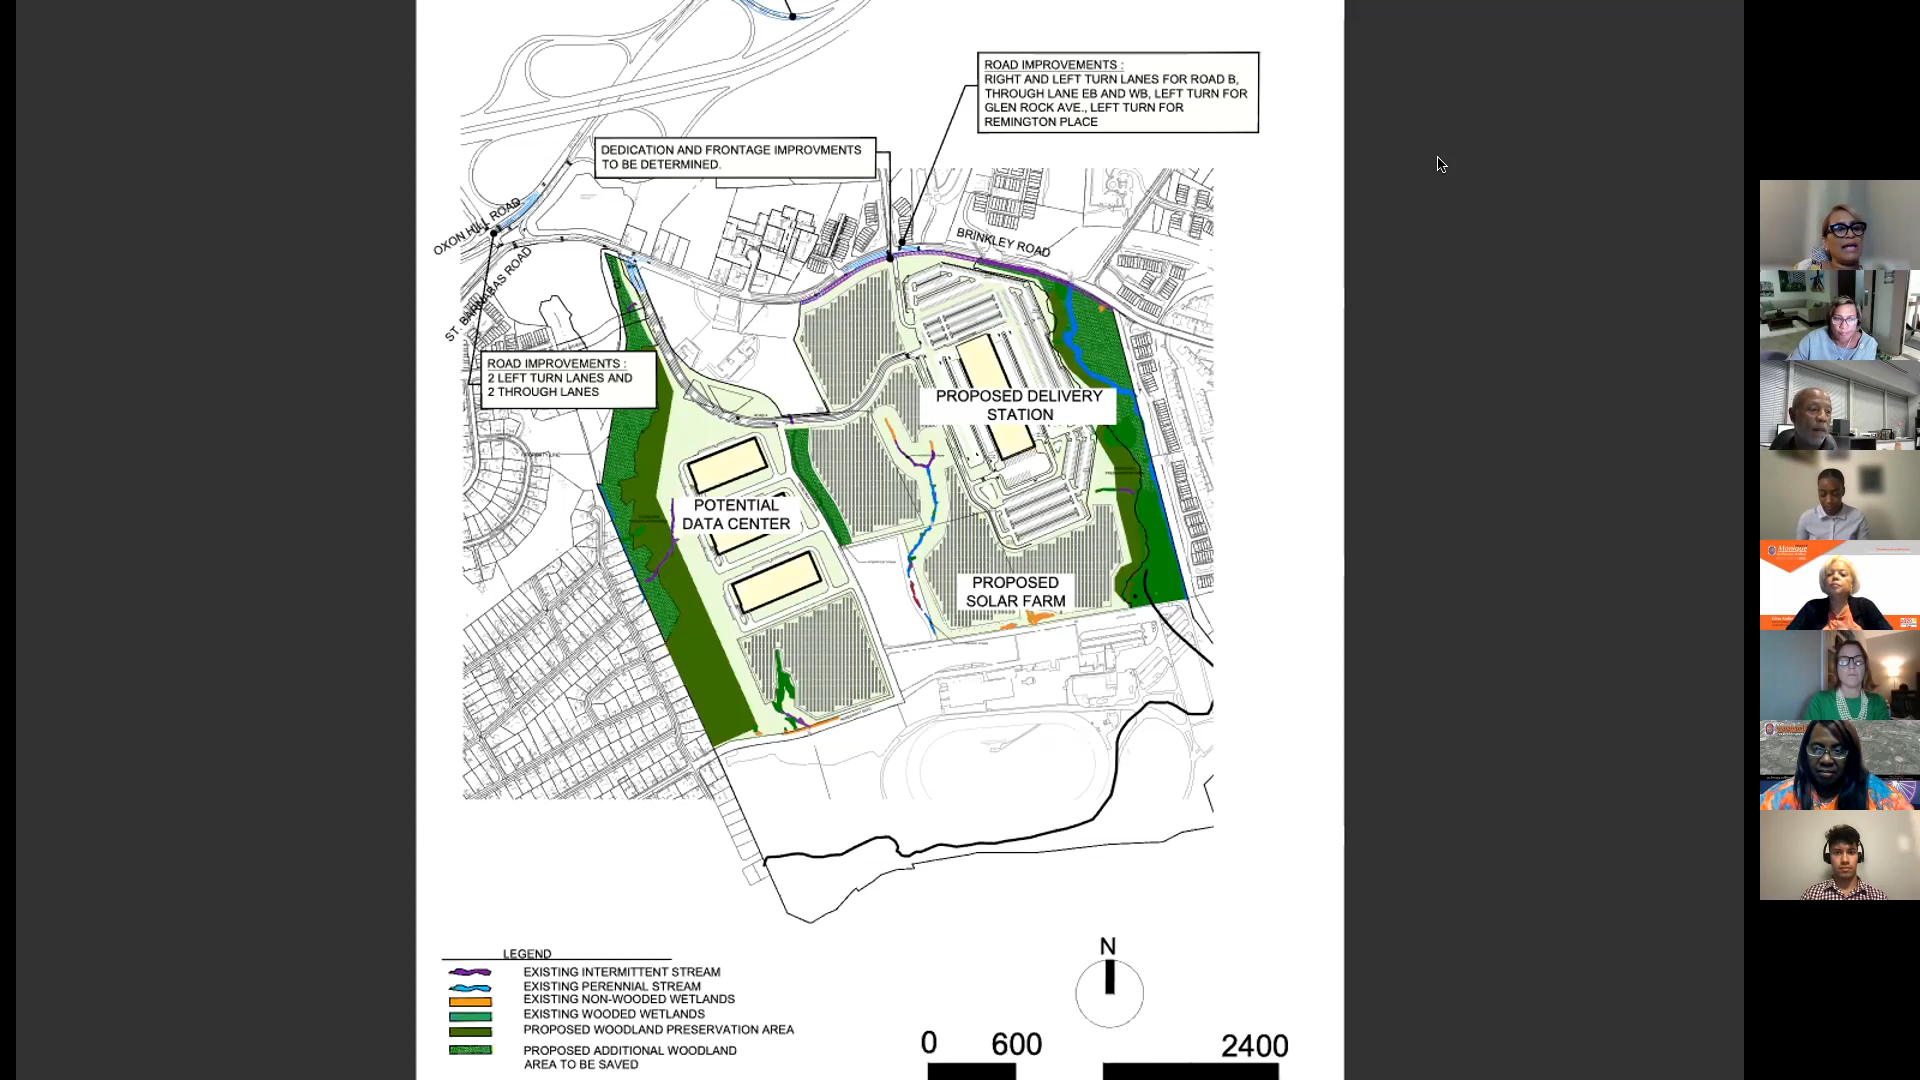 ROAD IMPROVEMENTS :
RIGHT AND LEFT TURN LANES FOR ROAD B,
THROUGH LANE EB AND WB, LEFT TURN FOR
GLEN ROCK AVE., LEFT TURN FOR
REMINGTON PLACE
DEDICATION AND FRONTAGE IMPROVMENTS
TO BE DETERMINED.
OXON HILL ROAD
ST. BARNABAS ROAD
BRINKLEY ROAD
ROAD IMPROVEMENTS :
2 LEFT TURN LANES AND
2 THROUGH LANES
PROPOSED DELIVERY
STATION
POTENTIAL
DATA CENTER
PROPOSED
SOLAR FARM
Monique
LEGEND
EXISTING INTERMITTENT STREAM
EXISTING PERENNIAL STREAM
EXISTING NON-WOODED WETLANDS
EXISTING WOODED WETLANDS
PROPOSED WOODLAND PRESERVATION AREA
PROPOSED ADDITIONAL WOODLAND
AREA TO BE SAVED
N
0 600 2400